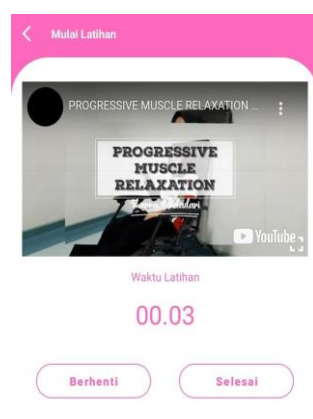 Mulai Latihan
PROGRESSIVE MUSCLE RELAXATION ...
PROGRESSIVE
MUSCLE
RELAXATION
YouTube
Waktu Latihan
00.03
Berhenti
Selesai